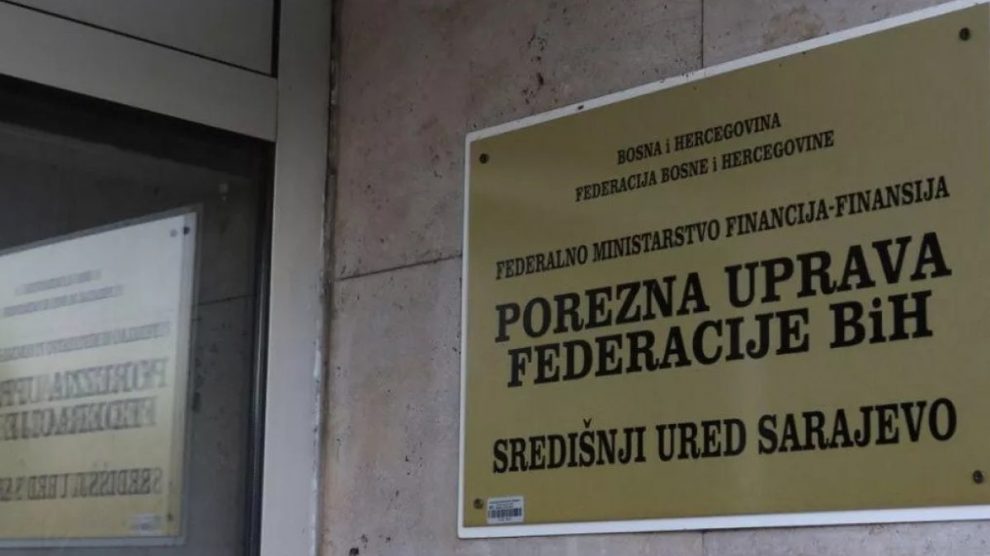 BOSNA i HERCEGOVINA
FEDERACIJA BOSNE i HERCEGOVINE
FEDERALNO MINISTARSTVO FINANCIJA-FINANSIJA
POREZNA UPRAVA
FEDERACIJE BiH
SREDIŠNJI URED SARAJEVO